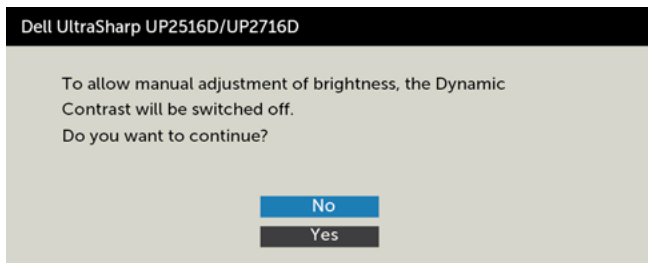 Dell UltraSharp UP2516D/UP2716D
To allow manual adjustment of brightness, the Dynamic
Contrast will be switched off.
Do you want to continue?
No
Yes